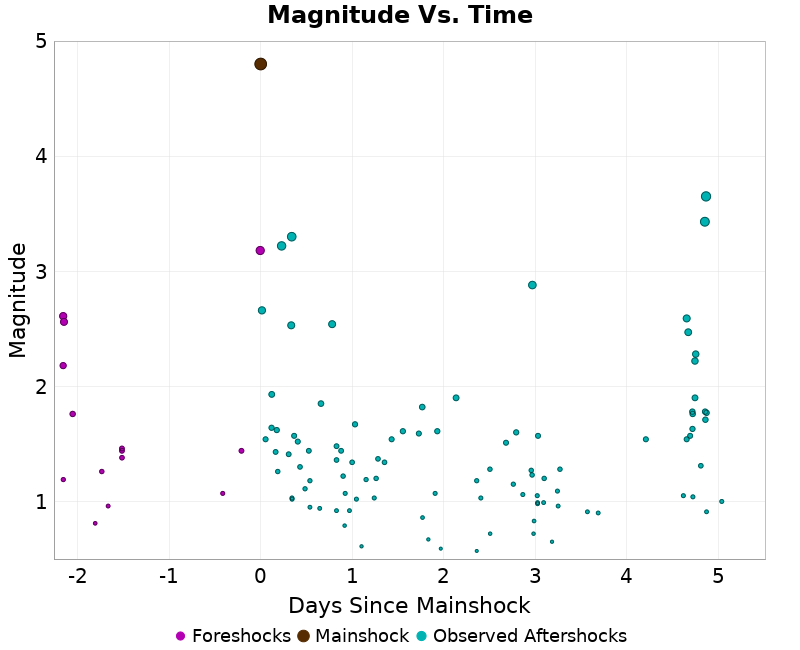 Magnitude Vs. Time
5
4
3
2
1
Magnitude
-2 -1 0 1 2 3 4 5
Days Since Mainshock
Foreshocks Mainshock Observed Aftershocks